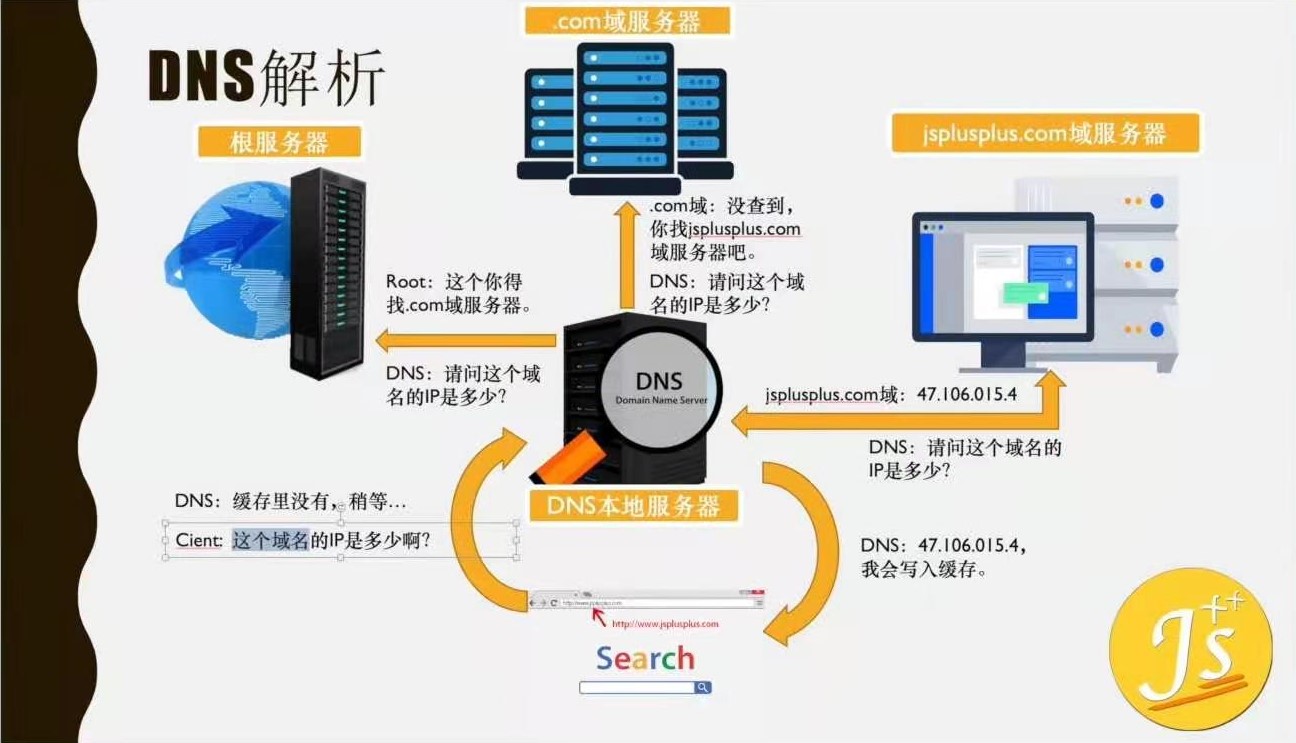 DNS解析
.com域服务器
根服务器
jsplusplus.com域服务器
.com域：没查到，
你找jsplusplus.com
域服务器吧。
DNS：请问这个域
名的IP是多少？
Root：这个你得
找.com域服务器。
DNS：请问这个域
名的IP是多少？
DNS
Domain Name Server
jsplusplus.com域：47.106.015.4
DNS：请问这个域名的
IP是多少？
DNS本地服务器
DNS：缓存里没有，稍等…
Cient: 这个域名的IP是多少啊？
DNS：47.106.015.4，
我会写入缓存。
http://www.jsplusplus.com
Search
Js++